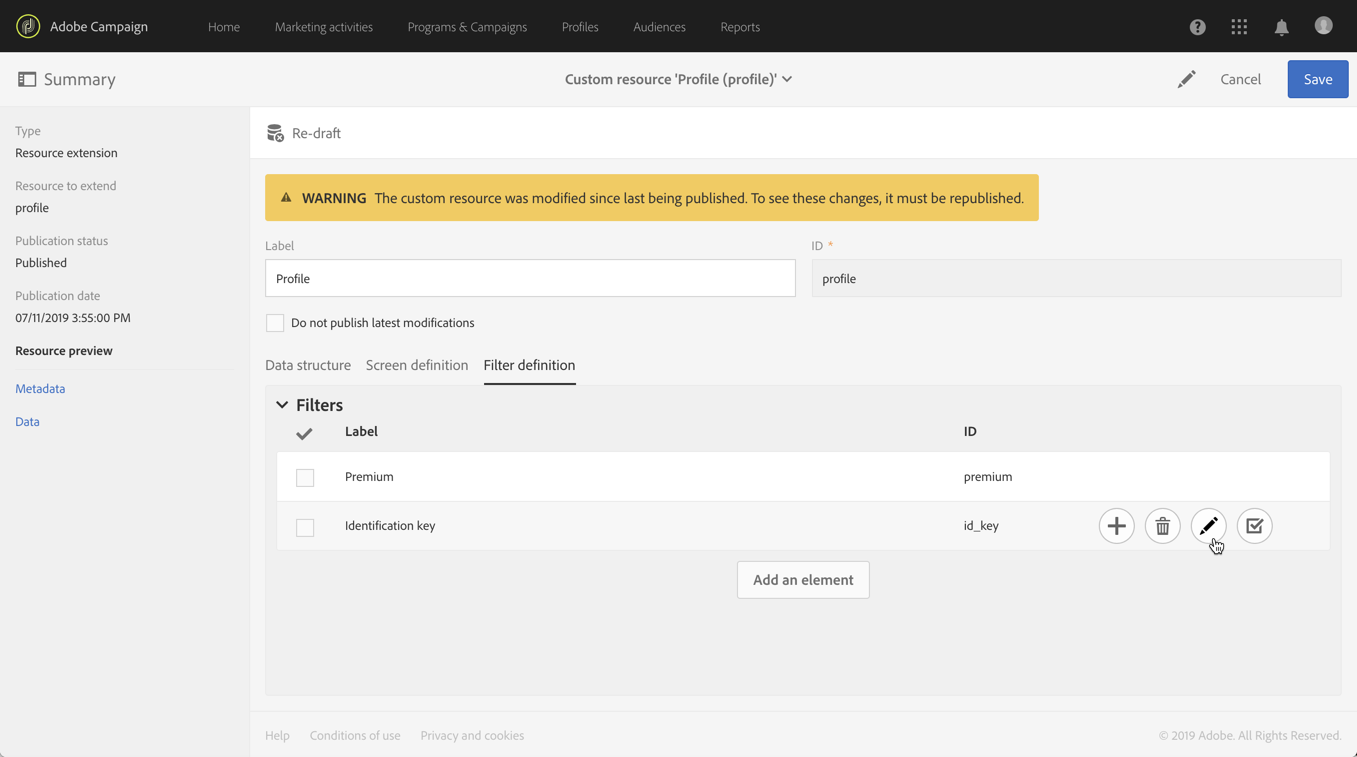 Adobe Campaign
Home
Marketing activities
Programs & Campaigns
Profiles
Audiences
Reports
Summary
Custom resource 'Profile (profile)'
Cancel
Save
Type
Resource extension
Resource to extend
profile
Publication status
Published
Publication date
07/11/2019 3:55:00 PM
Resource preview
Metadata
Data
Re-draft
WARNING The custom resource was modified since last being published. To see these changes, it must be republished.
Label
ID *
Profile
profile
Do not publish latest modifications
Data structure
Screen definition
Filter definition
Filters
Label
ID
Premium
premium
Identification key
id_key
Add an element
Help
Conditions of use
Privacy and cookies
© 2019 Adobe. All Rights Reserved.